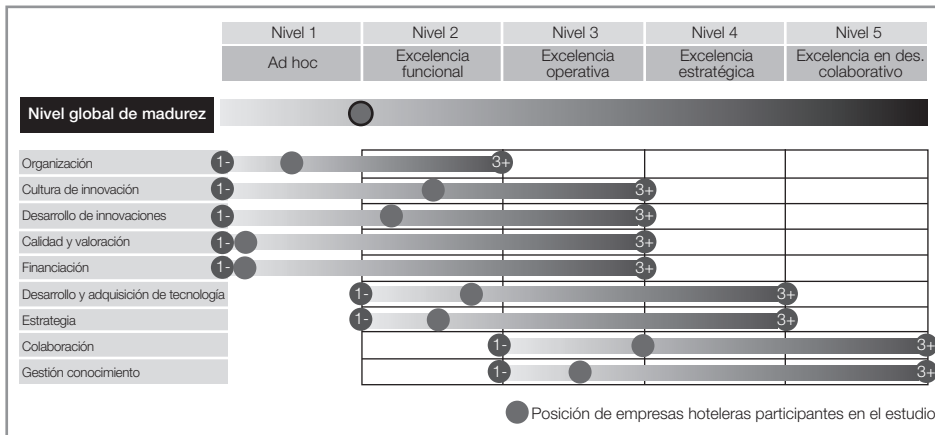 Nivel 1 Nivel 2 Nivel 3 Nivel 4 Nivel 5
Ad hoc Excelencia funcional Excelencia operativa Excelencia estratégica Excelencia en des. colaborativo
Nivel global de madurez
Organización 1- 3+
Cultura de innovación 1- 3+
Desarrollo de innovaciones 1- 3+
Calidad y valoración 1- 3+
Financiación 1- 3+
Desarrollo y adquisición de tecnología 1- 3+
Estrategia 1- 3+
Colaboración 1- 3+
Gestión conocimiento 1- 3+
Posición de empresas hoteleras participantes en el estudio